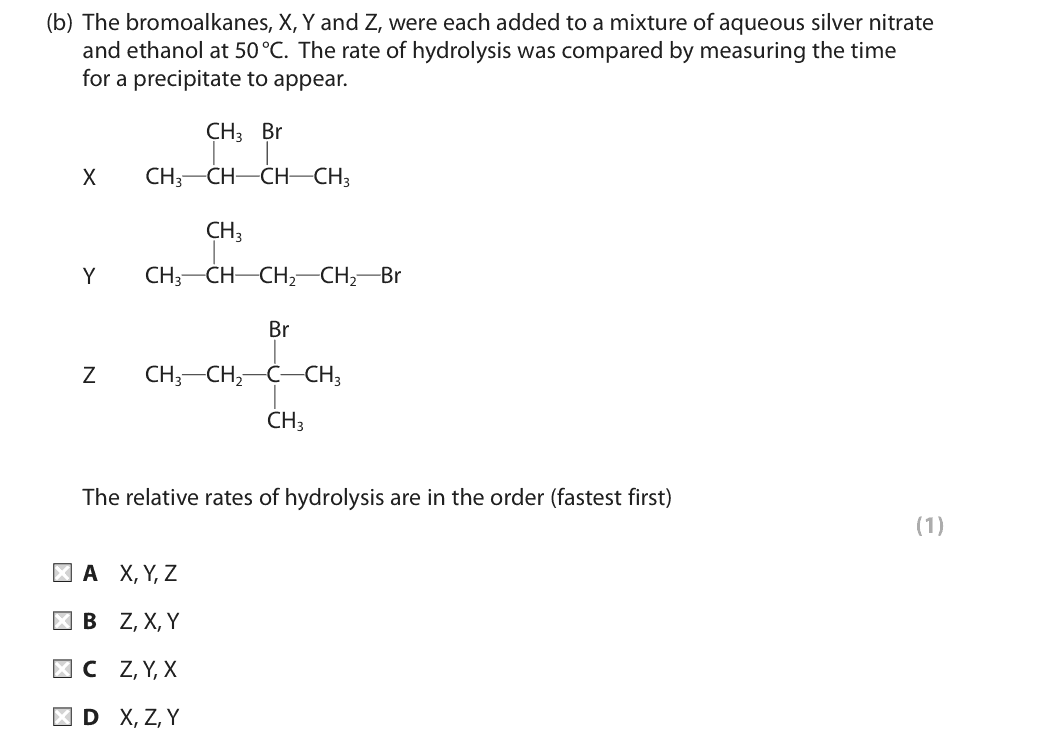 (b) The bromoalkanes, X, Y and Z, were each added to a mixture of aqueous silver nitrate
and ethanol at 50 °C. The rate of hydrolysis was compared by measuring the time
for a precipitate to appear.
CH₃ Br
X CH₃—CH—CH—CH₃
CH₃
Y CH₃—CH—CH₂—CH₂—Br
Br
Z CH₃—CH₂—C—CH₃
CH₃
The relative rates of hydrolysis are in the order (fastest first)
(1)
A X, Y, Z
B Z, X, Y
C Z, Y, X
D X, Z, Y